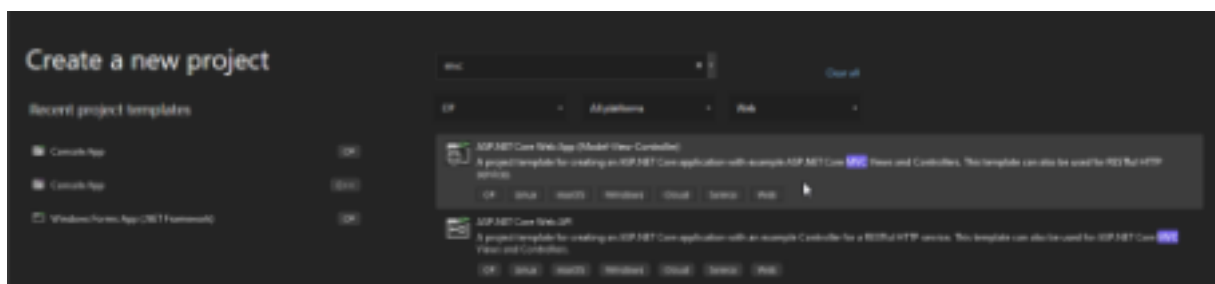 Create a new project
mvc
Clear all
Recent project templates
C#
All platforms
Web
Console App
C#
Console App
C++
Windows Forms App (.NET Framework)
C#
ASP.NET Core Web App (Model-View-Controller)
A project template for creating an ASP.NET Core application with example ASP.NET Core MVC Views and Controllers. This template can also be used for RESTful HTTP
services.
C# Linux macOS Windows Cloud Service Web
ASP.NET Core Web API
A project template for creating an ASP.NET Core application with an example Controller for a RESTful HTTP service. This template can also be used for ASP.NET Core MVC
Views and Controllers.
C# Linux macOS Windows Cloud Service Web